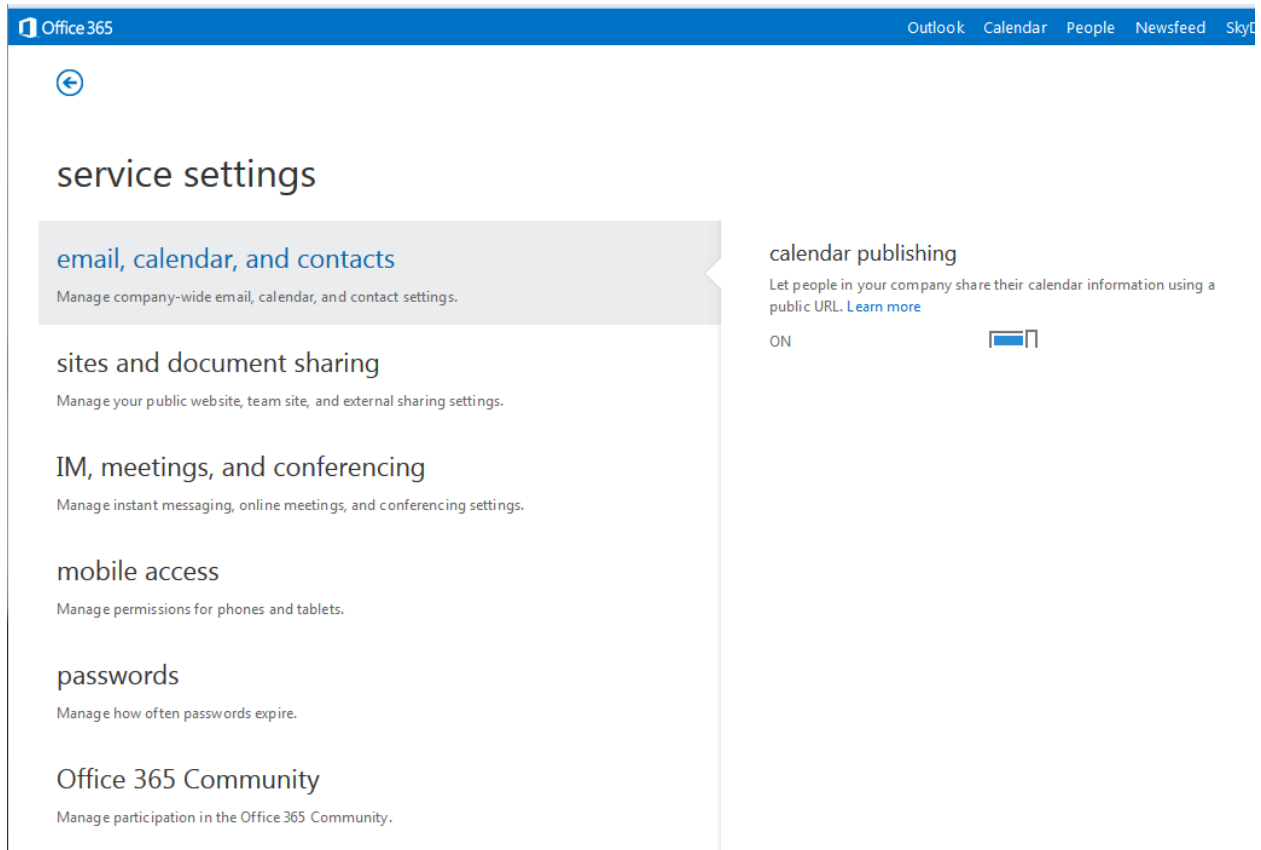 Office 365
Outlook Calendar People Newsfeed
service settings
email, calendar, and contacts
Manage company-wide email, calendar, and contact settings.
sites and document sharing
Manage your public website, team site, and external sharing settings.
IM, meetings, and conferencing
Manage instant messaging, online meetings, and conferencing settings.
mobile access
Manage permissions for phones and tablets.
passwords
Manage how often passwords expire.
Office 365 Community
Manage participation in the Office 365 Community.
calendar publishing
Let people in your company share their calendar information using a
public URL. Learn more
ON